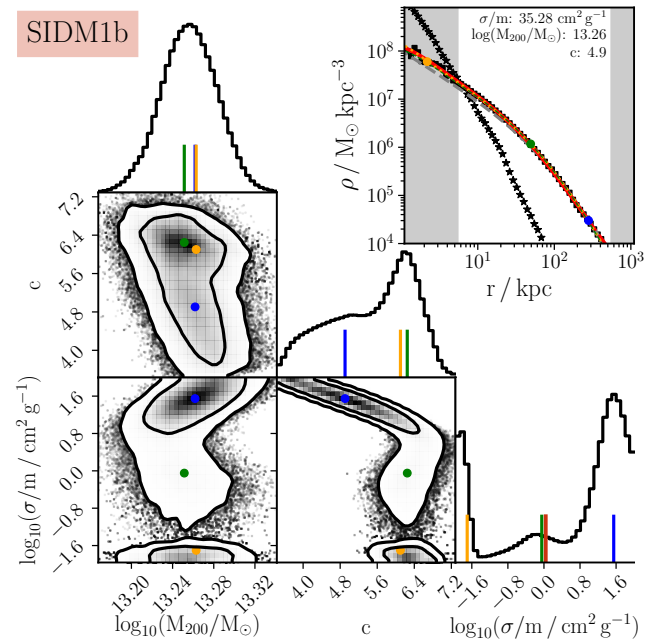 SIDM1b
σ/m: 35.28 cm² g⁻¹
log(M₂₀₀/M⊙): 13.26
c: 4.9
10⁸
10⁷
10⁶
10⁵
10⁴
ρ / M⊙ kpc⁻³
10¹ 10² 10³
r / kpc
7.2
6.4
5.6
4.8
4.0
c
1.6
0.8
0.0
−0.8
−1.6
log₁₀(σ/m / cm² g⁻¹)
13.20 13.24 13.28 13.32
log₁₀(M₂₀₀/M⊙)
4.0 4.8 5.6 6.4 7.2
c
−1.6 −0.8 0.0 0.8 1.6
log₁₀(σ/m / cm² g⁻¹)